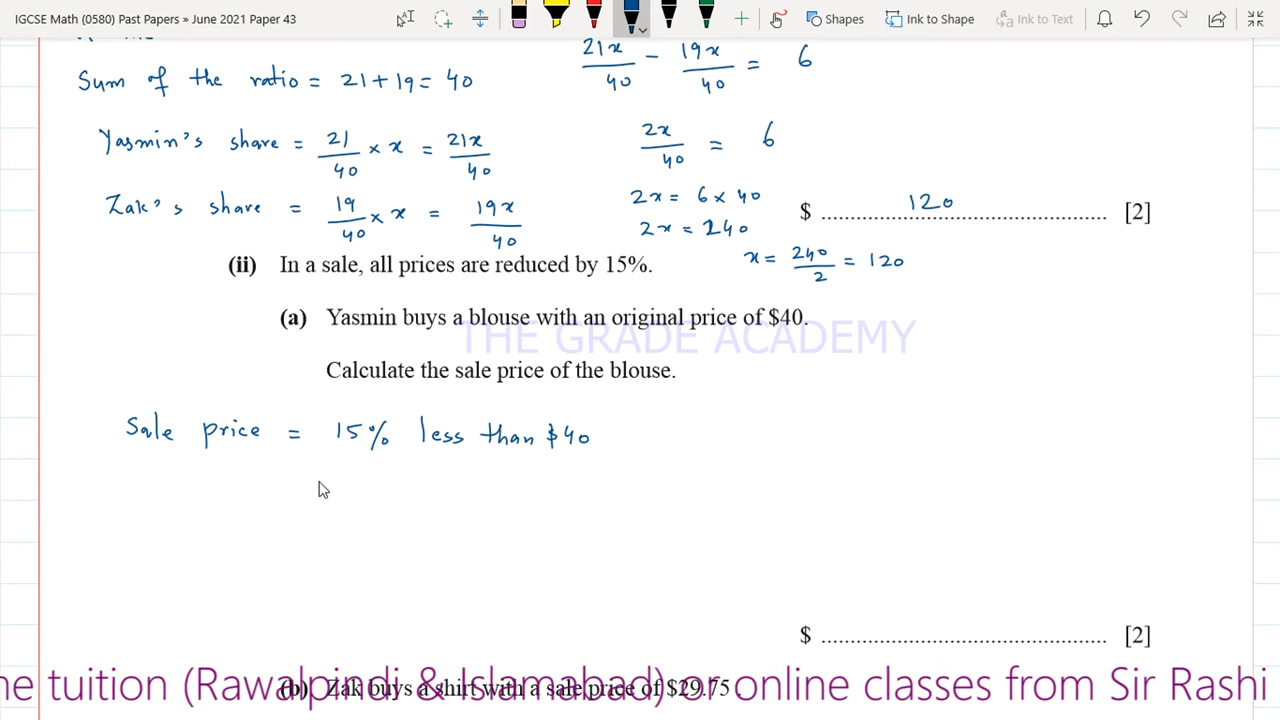 IGCSE Math (0580) Past Papers » June 2021 Paper 43
Shapes
Ink to Shape
Ink to Text
21x/40 - 19x/40 = 6
Sum of the ratio = 21 + 19 = 40
Yasmin's share = 21/40 × x = 21x/40
2x/40 = 6
Zak's share = 19/40 × x = 19x/40
2x = 6 × 40
2x = 240
$ 120 [2]
x = 240/2 = 120
(ii) In a sale, all prices are reduced by 15%.
(a) Yasmin buys a blouse with an original price of $40.
THE GRADE ACADEMY
Calculate the sale price of the blouse.
Sale price = 15% less than $40
$ ................................................ [2]
(b) Zak buys a shirt with a sale price of $29.75
ne tuition (Rawalpindi & Islamabad) or online classes from Sir Rashi